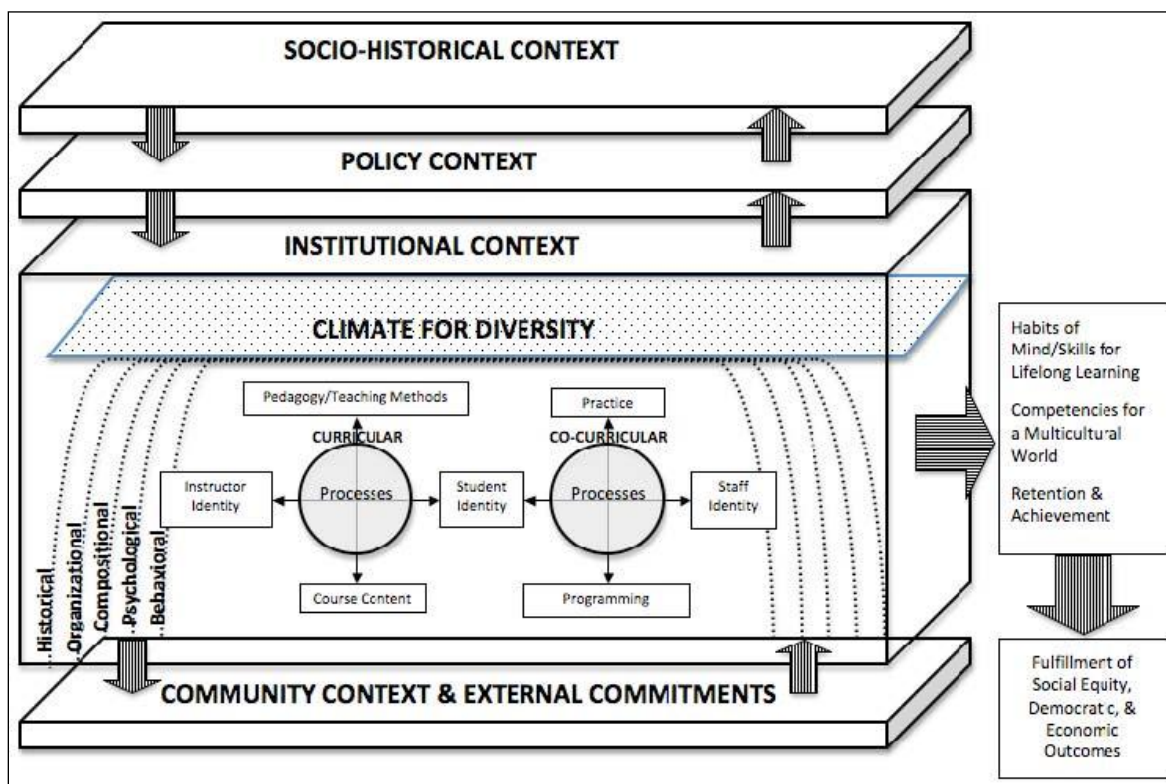 SOCIO-HISTORICAL CONTEXT
POLICY CONTEXT
INSTITUTIONAL CONTEXT
CLIMATE FOR DIVERSITY
Pedagogy/Teaching Methods
Practice
CURRICULAR
CO-CURRICULAR
Instructor
Identity
Processes
Student
Identity
Processes
Staff
Identity
Course Content
Programming
Historical
Organizational
Compositional
Psychological
Behavioral
COMMUNITY CONTEXT & EXTERNAL COMMITMENTS
Habits of
Mind/Skills for
Lifelong Learning
Competencies for
a Multicultural
World
Retention &
Achievement
Fulfillment of
Social Equity,
Democrat c, &
Economic
Outcomes